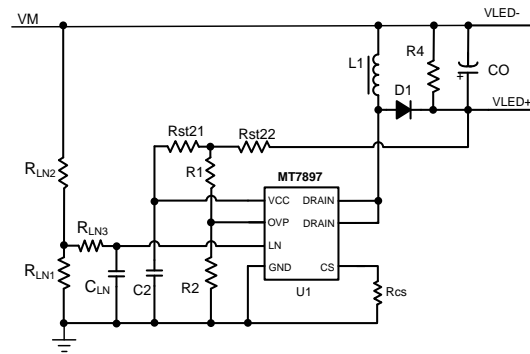 VM
VLED-
L1
R4
CO
+
D1
VLED+
Rst21
Rst22
R1
MT7897
RLN2
VCC
DRAIN
OVP
DRAIN
RLN3
LN
RLN1
CLN
C2
R2
GND
CS
U1
Rcs